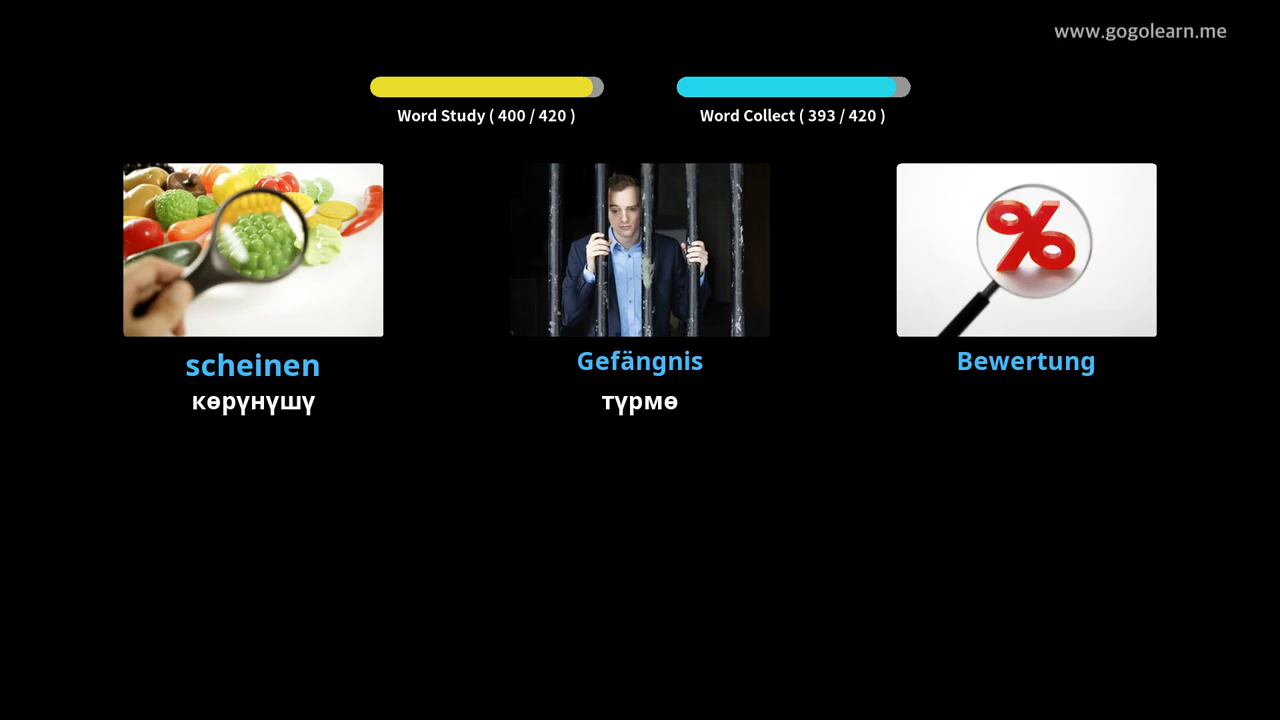 www.gogolearn.me
Word Study ( 400 / 420 )
Word Collect ( 393 / 420 )
scheinen
көрүнүшү
Gefängnis
түрмө
Bewertung